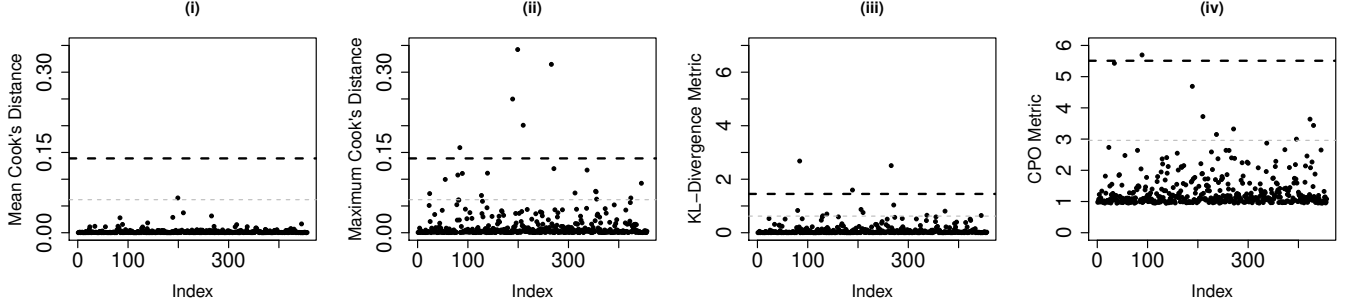 (i)
Mean Cook's Distance
0.00 0.15 0.30
0 100 300
Index
(ii)
Maximum Cook's Distance
0.00 0.15 0.30
0 100 300
Index
(iii)
KL−Divergence Metric
0 2 4 6
0 100 300
Index
(iv)
CPO Metric
0 1 2 3 4 5 6
0 100 300
Index